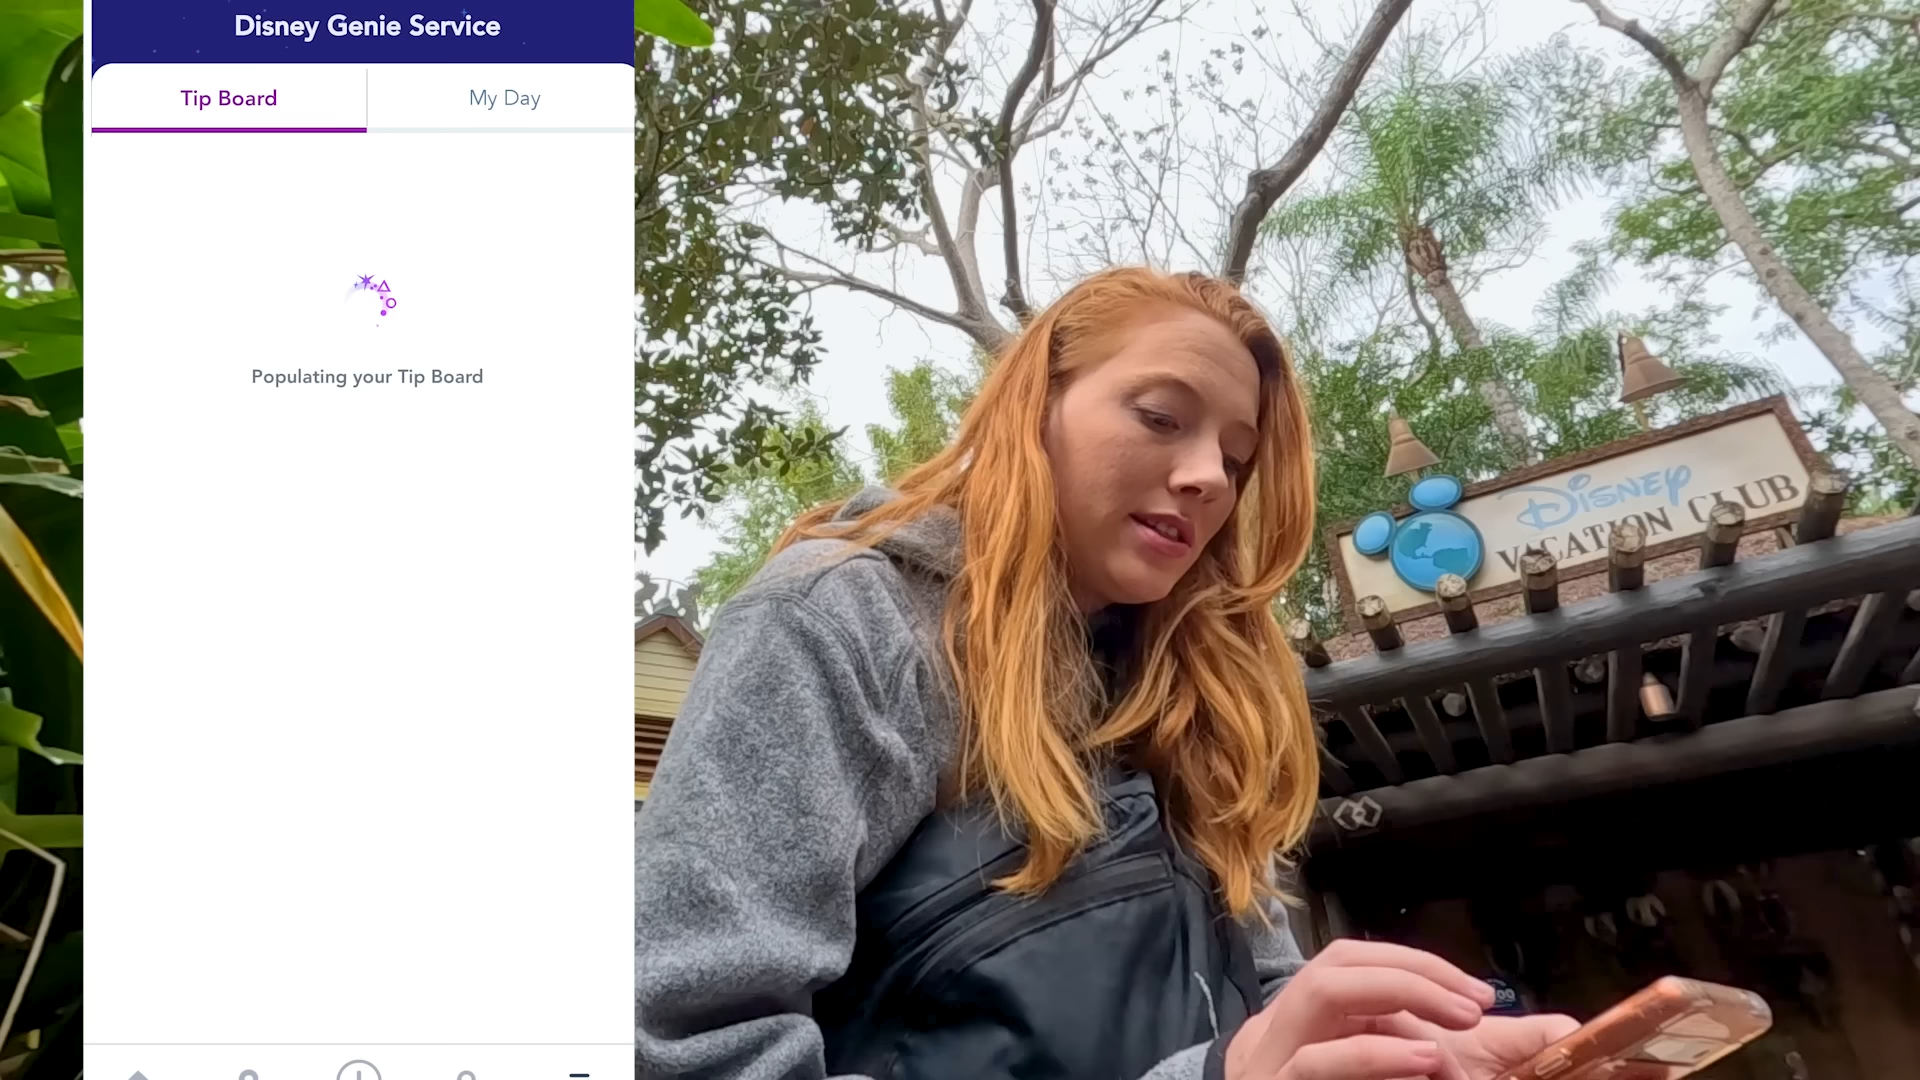 Disney Genie Service
Tip Board
My Day
Populating your Tip Board
Disney
VACATION CLUB